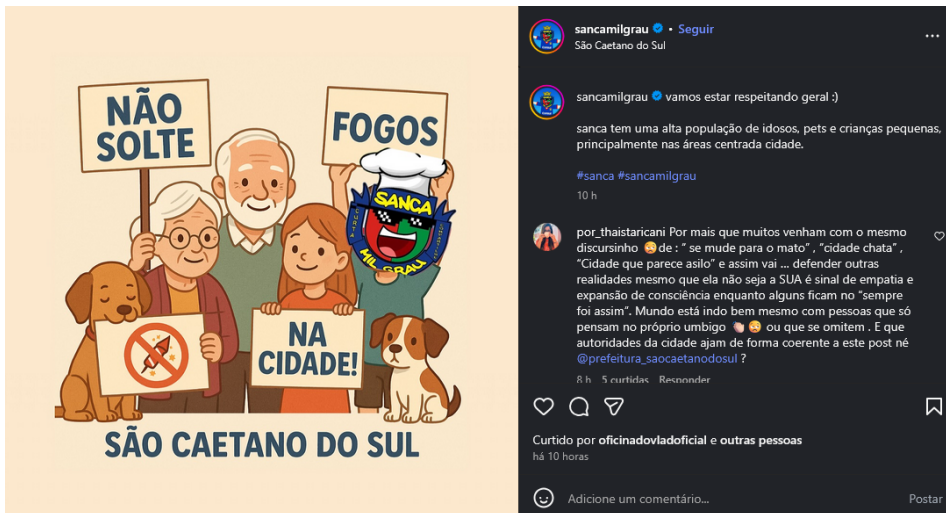 NÃO
SOLTE
FOGOS
SANCA
MIL GRAU
NA
CIDADE!
SÃO CAETANO DO SUL
sancamilgrau • Seguir
São Caetano do Sul
sancamilgrau vamos estar respeitando geral :)
sanca tem uma alta população de idosos, pets e crianças pequenas,
principalmente nas áreas centrada cidade.
#sanca #sancamilgrau
10 h
por_thaistaricani Por mais que muitos venham com o mesmo
discursinho 🥴de : " se mude para o mato" , "cidade chata" ,
"Cidade que parece asilo" e assim vai ... defender outras
realidades mesmo que ela não seja a SUA é sinal de empatia e
expansão de consciência enquanto alguns ficam no "sempre
foi assim". Mundo está indo bem mesmo com pessoas que só
pensam no próprio umbigo 👏🏻 🥴 ou que se omitem . E que
autoridades da cidade ajam de forma coerente a este post né
@prefeitura_saocaetanodosul ?
8 h 5 curtidas Responder
Curtido por oficinadovladoficial e outras pessoas
há 10 horas
Adicione um comentário... Postar